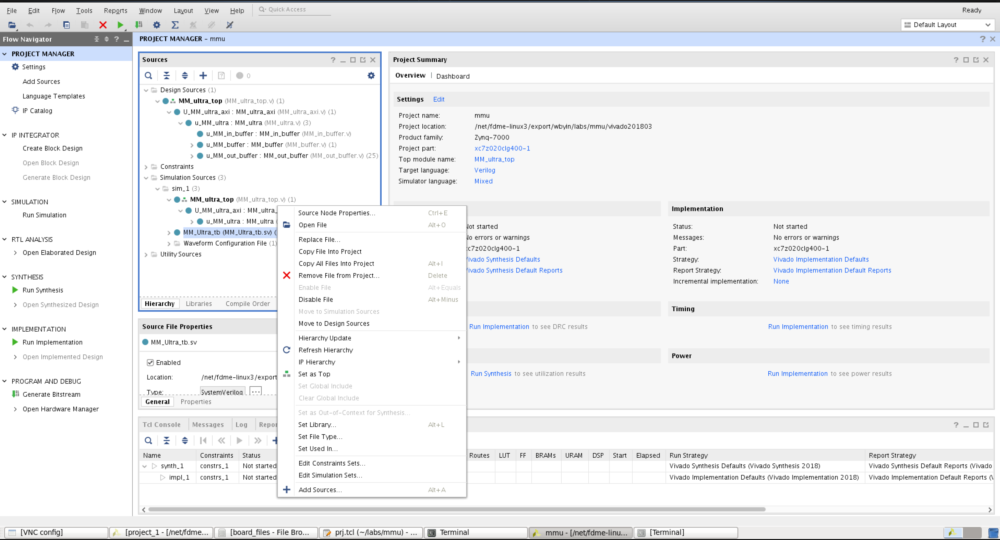 File Edit Flow Tools Reports Window Layout View Help Quick Access Ready
Default Layout
Flow Navigator
PROJECT MANAGER - mmu
PROJECT MANAGER
Settings
Add Sources
Language Templates
IP Catalog
IP INTEGRATOR
Create Block Design
Open Block Design
Generate Block Design
SIMULATION
Run Simulation
RTL ANALYSIS
Open Elaborated Design
SYNTHESIS
Run Synthesis
Open Synthesized Design
IMPLEMENTATION
Run Implementation
Open Implemented Design
PROGRAM AND DEBUG
Generate Bitstream
Open Hardware Manager
Sources
0
Design Sources (1)
MM_ultra_top (MM_ultra_top.v) (1)
U_MM_ultra_axi : MM_ultra_axi (MM_ultra_axi.v) (1)
u_MM_ultra : MM_ultra (MM_ultra.v) (3)
u_MM_in_buffer : MM_in_buffer (MM_in_buffer.v)
u_MM_buffer : MM_buffer (MM_buffer.v) (1)
u_MM_out_buffer : MM_out_buffer (MM_out_buffer.v) (25)
Constraints
Simulation Sources (3)
sim_1 (3)
MM_ultra_top (MM_ultra_top.v) (1)
U_MM_ultra_axi : MM_ultra_
u_MM_ultra : MM_ultra (
MM_Ultra_tb (MM_Ultra_tb.sv) (
Waveform Configuration File (1)
Utility Sources
Hierarchy Libraries Compile Order
Source File Properties
MM_Ultra_tb.sv
Enabled
Location: /net/fdme-linux3/export
Type: SystemVerilog ...
General Properties
Source Node Properties... Ctrl+E
Open File Alt+O
Replace File...
Copy File Into Project
Copy All Files Into Project Alt+I
Remove File from Project... Delete
Enable File Alt+Equals
Disable File Alt+Minus
Move to Simulation Sources
Move to Design Sources
Hierarchy Update
Refresh Hierarchy
IP Hierarchy
Set as Top
Set Global Include
Clear Global Include
Set as Out-of-Context for Synthesis...
Set Library... Alt+L
Set File Type...
Set Used In...
Edit Constraints Sets...
Edit Simulation Sets...
Add Sources... Alt+A
Project Summary
Overview | Dashboard
Settings Edit
Project name: mmu
Project location: /net/fdme-linux3/export/wbyin/labs/mmu/vivado201803
Product family: Zynq-7000
Project part: xc7z020clg400-1
Top module name: MM_ultra_top
Target language: Verilog
Simulator language: Mixed
Not started
No errors or warnings
xc7z020clg400-1
Vivado Synthesis Defaults
Vivado Synthesis Default Reports
Implementation
Status: Not started
Messages: No errors or warnings
Part: xc7z020clg400-1
Strategy: Vivado Implementation Defaults
Report Strategy: Vivado Implementation Default Reports
Incremental implementation: None
Run Implementation to see DRC results
Timing
Run Implementation to see timing results
Run Synthesis to see utilization results
Power
Run Implementation to see power results
Tcl Console Messages Log Repor
Name Constraints Status Routes LUT FF BRAMs URAM DSP Start Elapsed Run Strategy Report Strategy
synth_1 constrs_1 Not started Vivado Synthesis Defaults (Vivado Synthesis 2018) Vivado Synthesis Default Reports (Vivado
impl_1 constrs_1 Not started Vivado Implementation Defaults (Vivado Implementation 2018) Vivado Implementation Default Reports (V
[VNC config] [project_1 - [/net/fdme... [board_files - File Bro... prj.tcl (~/labs/mmu) - ... Terminal mmu - [/net/fdme-linu... [Terminal]